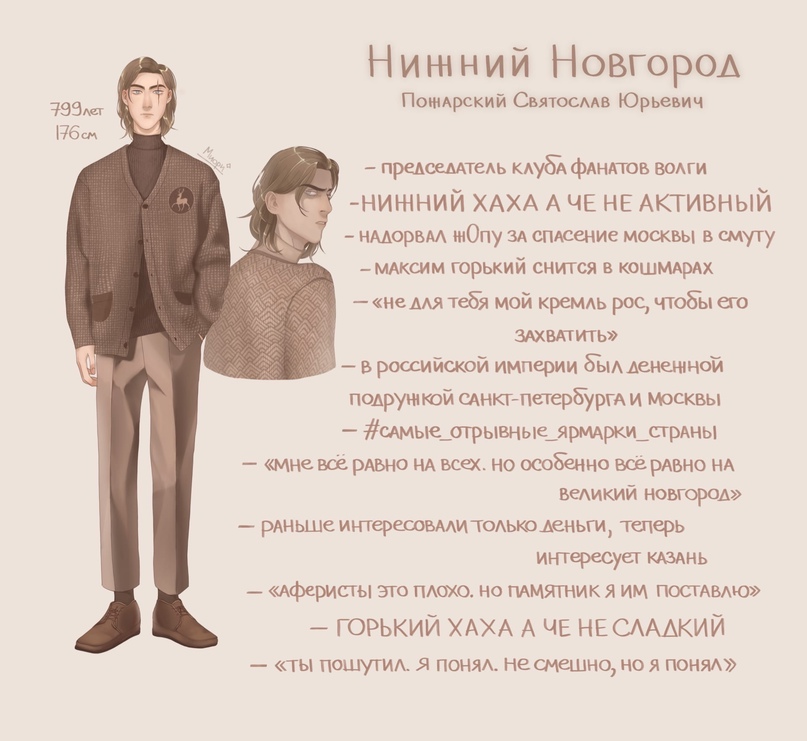 Нижний Новгород
Пожарский Святослав Юрьевич
799 лет
176 см
– председатель клуба фанатов волги
– НИЖНИЙ ХАХА А ЧЕ НЕ АКТИВНЫЙ
– надорвал жОпу за спасение москвы в смуту
– максим горький снится в кошмарах
– «не для тебя мой кремль рос, чтобы его
захватить»
– в российской империи был денежной
подружкой санкт-петербурга и москвы
– #самые_отрывные_ярмарки_страны
– «мне всё равно на всех. но особенно всё равно на
великий новгород»
– раньше интересовали только деньги, теперь
интересует казань
– «аферисты это плохо. но памятник я им поставлю»
– ГОРЬКИЙ ХАХА А ЧЕ НЕ СЛАДКИЙ
– «ты пошутил. я понял. не смешно, но я понял»